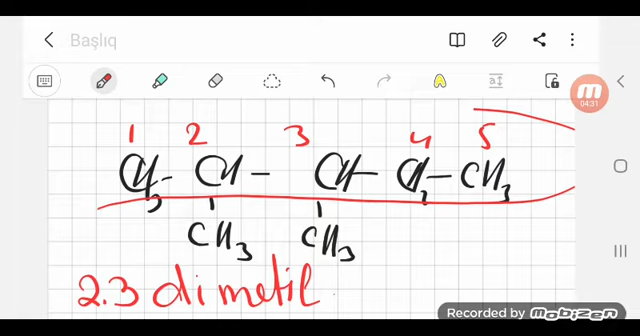 Başlıq
04:31
1 2 3 4 5
CH3 - CH - CH - CH2 - CH3
CH3 CH3
2.3 dimetil
Recorded by mobizen